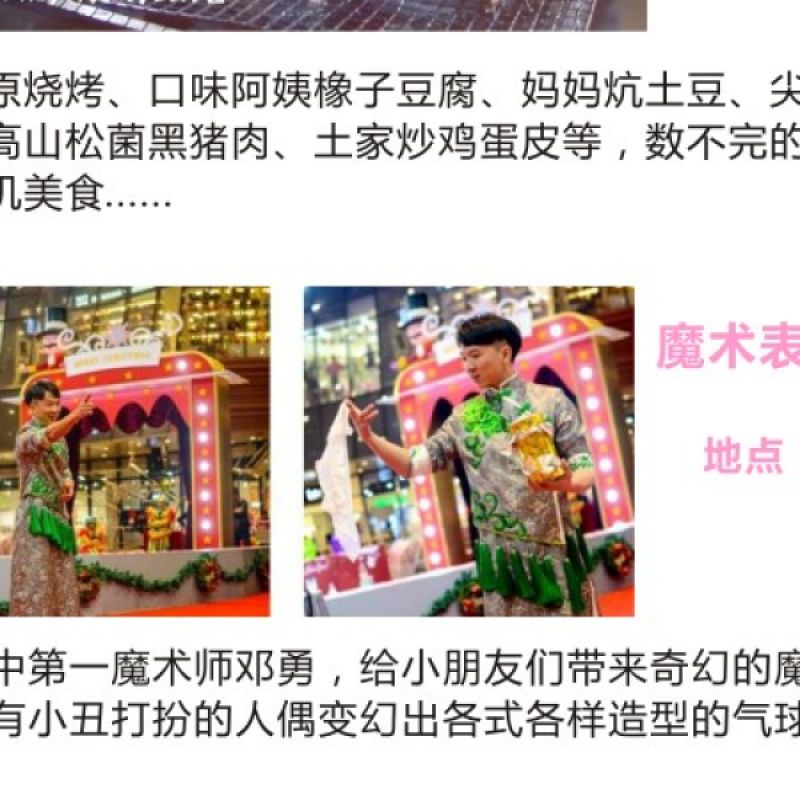 原烧烤、口味阿姨橡子豆腐、妈妈炕土豆、尖
高山松菌黑猪肉、土家炒鸡蛋皮等，数不完的
美食......
MERRY CHRISTMAS
魔术表
地点
中第一魔术师邓勇，给小朋友们带来奇幻的魔
有小丑打扮的人偶变幻出各式各样造型的气球